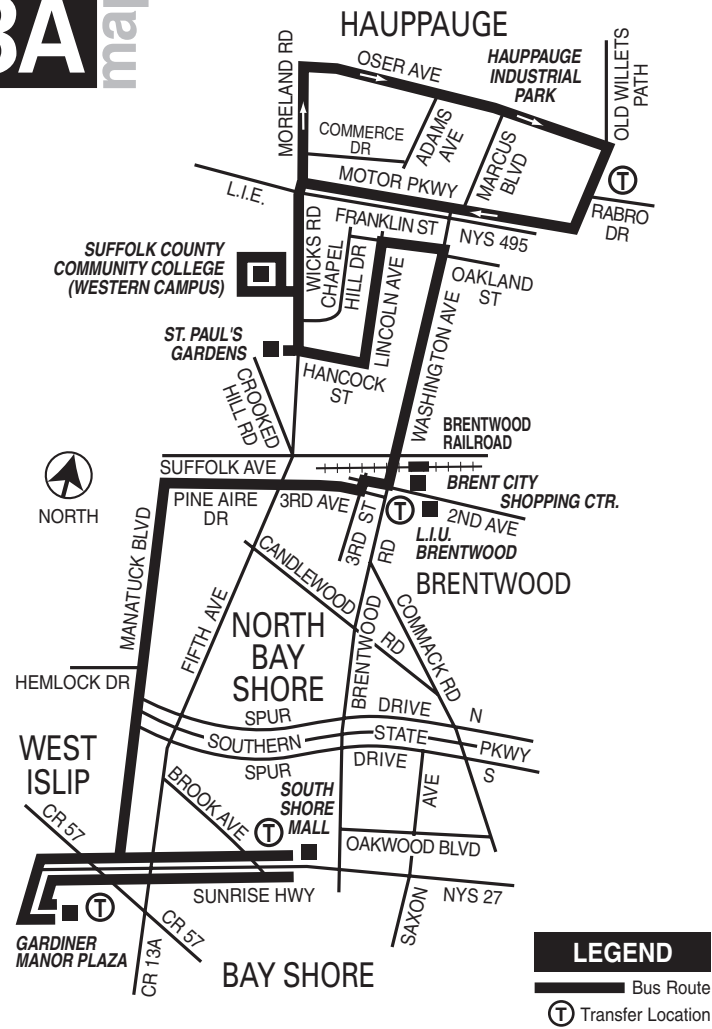 3A
map
HAUPPAUGE
MORELAND RD
OSER AVE
HAUPPAUGE
INDUSTRIAL
PARK
OLD WILLETS
PATH
COMMERCE
DR
ADAMS
AVE
MARCUS
BLVD
MOTOR PKWY
T
L.I.E.
RABRO
DR
FRANKLIN ST
NYS 495
WICKS RD
CHAPEL
HILL DR
SUFFOLK COUNTY
COMMUNITY COLLEGE
(WESTERN CAMPUS)
LINCOLN AVE
OAKLAND
ST
WASHINGTON AVE
ST. PAUL'S
GARDENS
HANCOCK
ST
CROOKED
HILL RD
BRENTWOOD
RAILROAD
SUFFOLK AVE
NORTH
PINE AIRE
DR
3RD AVE
3RD ST
T
BRENT CITY
SHOPPING CTR.
2ND AVE
L.I.U.
BRENTWOOD
MANATUCK BLVD
CANDLEWOOD
RD
BRENTWOOD
RD
COMMACK RD
BRENTWOOD
FIFTH AVE
NORTH
BAY
SHORE
HEMLOCK DR
SPUR
DRIVE
N
SOUTHERN
STATE
PKWY
SPUR
DRIVE
S
WEST
ISLIP
CR 57
BROOK AVE
SOUTH
SHORE
MALL
T
AVE
OAKWOOD BLVD
SUNRISE HWY
NYS 27
SAXON
T
GARDINER
MANOR PLAZA
CR 57
CR 13A
BAY SHORE
LEGEND
Bus Route
T Transfer Location